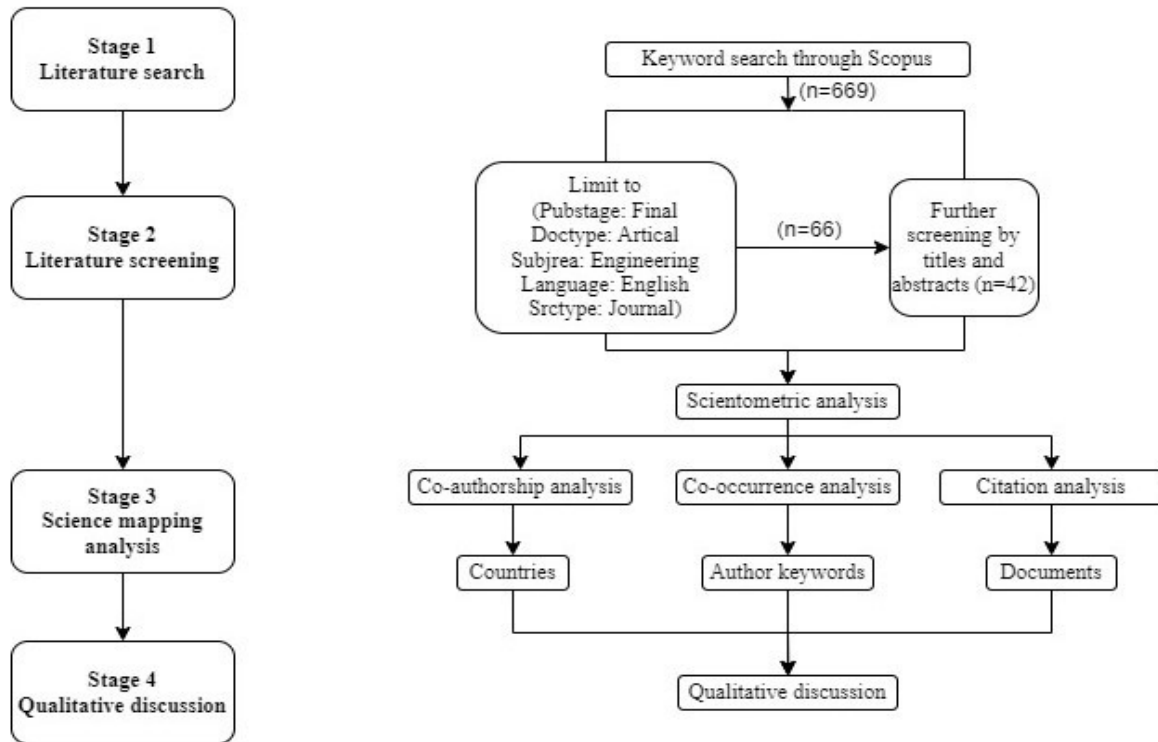 Stage 1
Literature search
Stage 2
Literature screening
Stage 3
Science mapping
analysis
Stage 4
Qualitative discussion
Keyword search through Scopus
(n=669)
Limit to
(Pubstage: Final
Doctype: Artical
Subjrea: Engineering
Language: English
Srctype: Journal)
(n=66)
Further
screening by
titles and
abstracts (n=42)
Scientometric analysis
Co-authorship analysis
Co-occurrence analysis
Citation analysis
Countries
Author keywords
Documents
Qualitative discussion